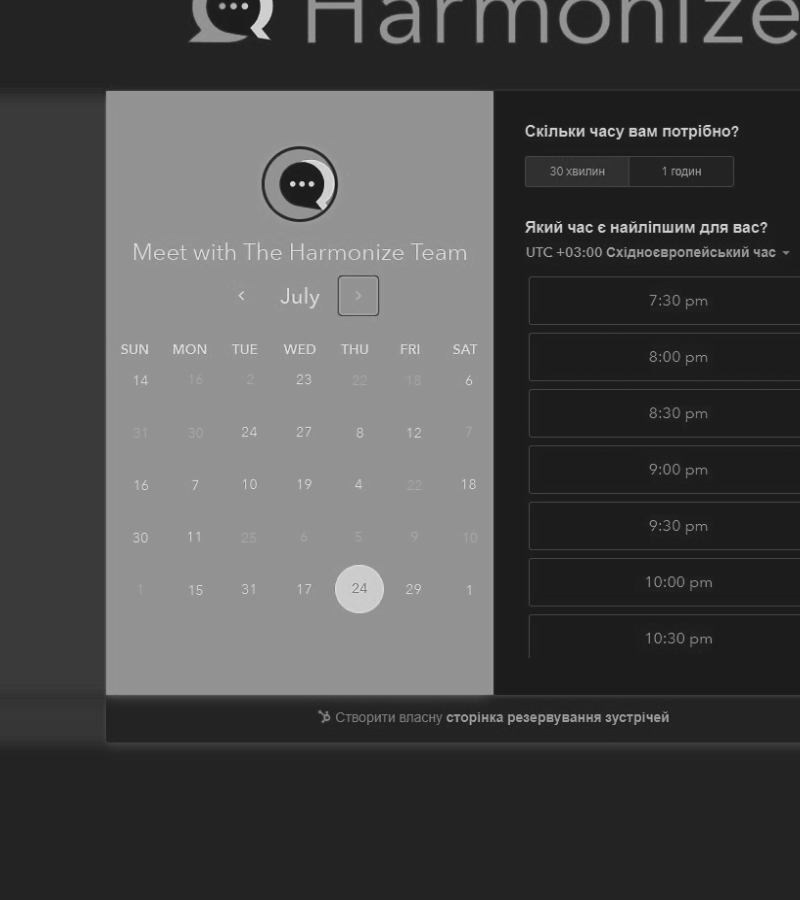 Harmonize
Meet with The Harmonize Team
July
SUN MON TUE WED THU FRI SAT
14 16 2 23 22 18 6
31 30 24 27 8 12 7
16 7 10 19 4 22 18
30 11 25 6 5 9 10
1 15 31 17 24 29 1
Скільки часу вам потрібно?
30 хвилин 1 годин
Який час є найліпшим для вас?
UTC +03:00 Східноєвропейський час
7:30 pm
8:00 pm
8:30 pm
9:00 pm
9:30 pm
10:00 pm
10:30 pm
Створити власну сторінка резервування зустрічей